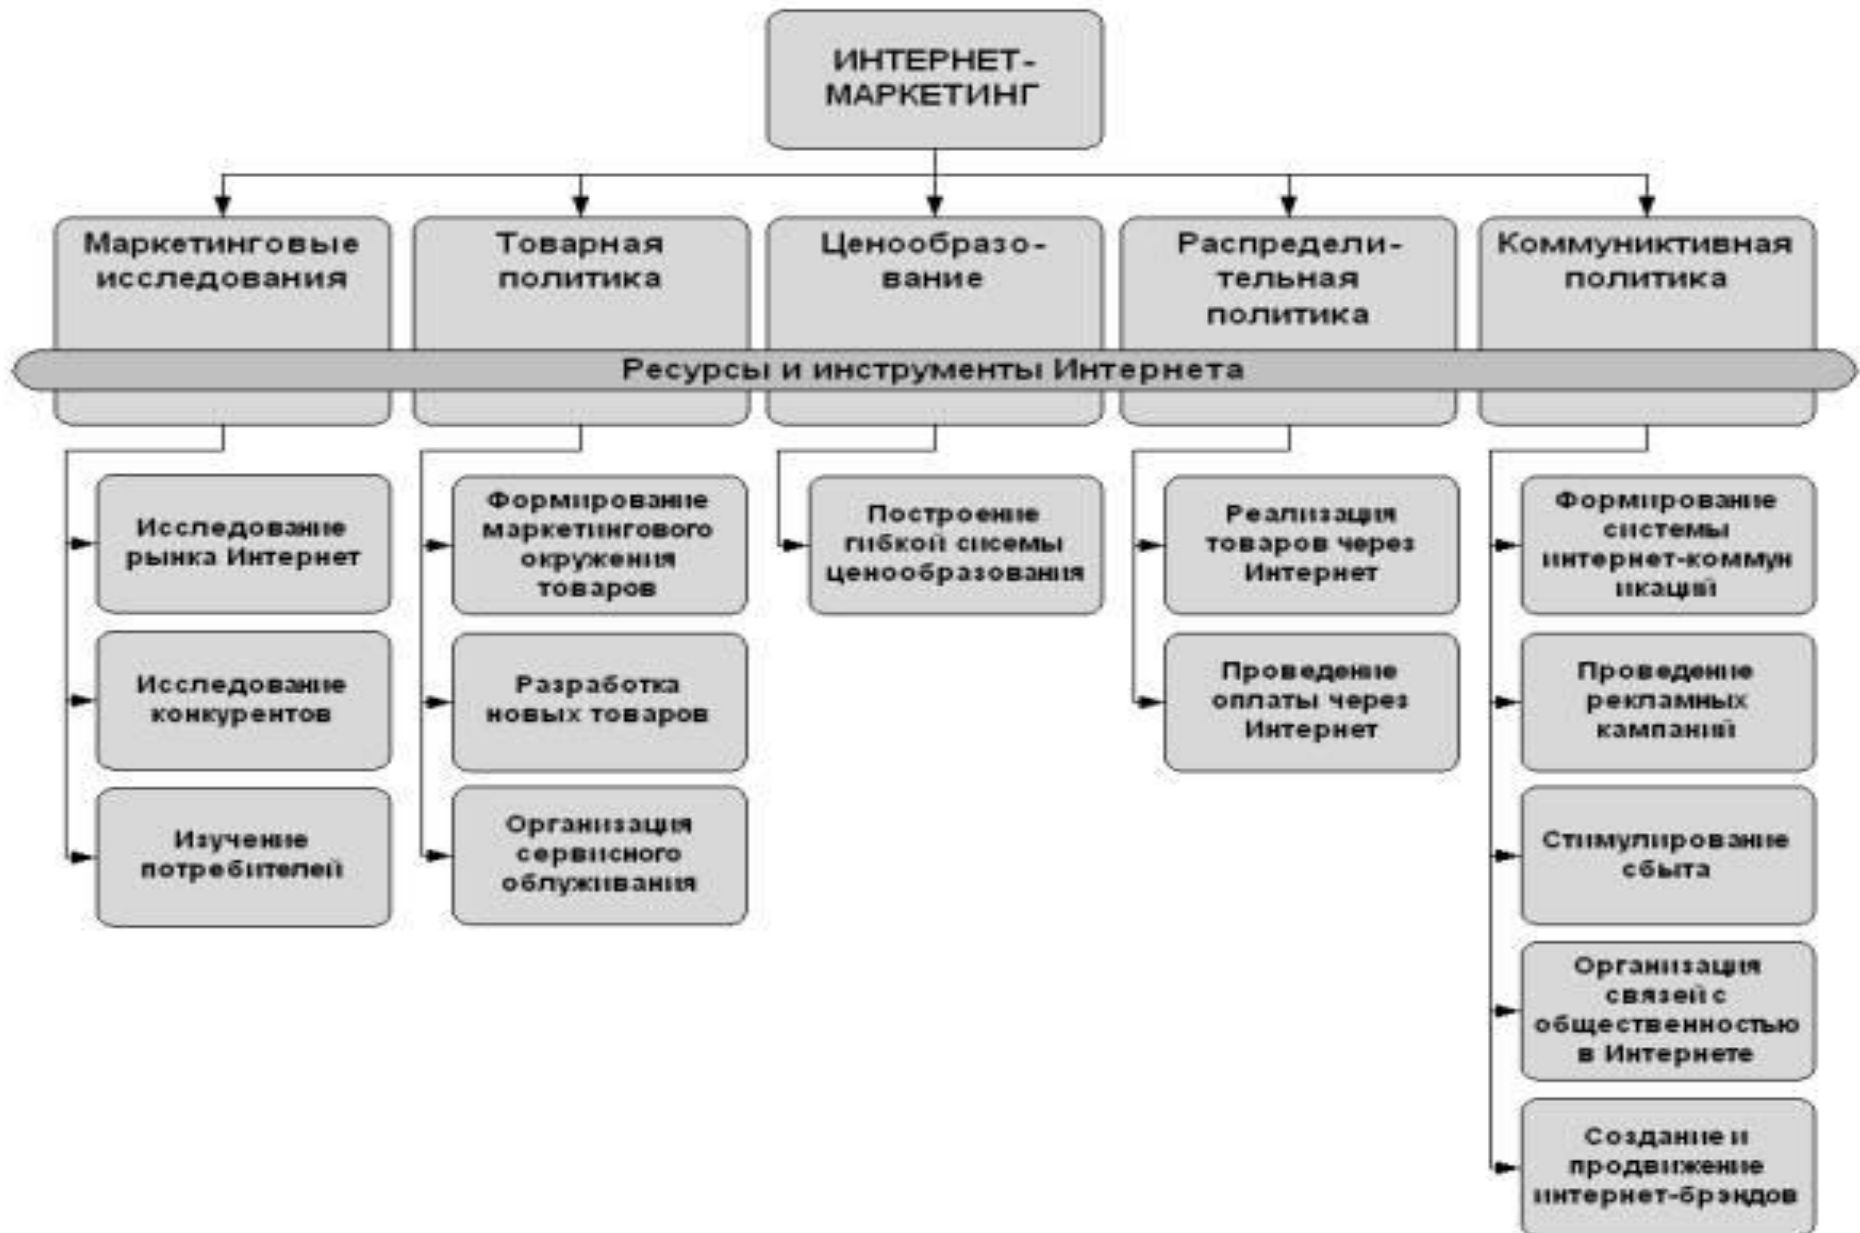 ИНТЕРНЕТ-
МАРКЕТИНГ
Маркетинговые
исследования
Товарная
политика
Ценообразо-
вание
Распредели-
тельная
политика
Коммуниктивная
политика
Ресурсы и инструменты Интернета
Исследование
рынка Интернет
Исследование
конкурентов
Изучение
потребителей
Формирование
маркетингового
окружения
товаров
Разработка
новых товаров
Организация
сервисного
облуживания
Построение
гибкой сисемы
ценообразования
Реализация
товаров через
Интернет
Проведение
оплаты через
Интернет
Формирование
системы
интернет-коммун
икаций
Проведение
рекламных
кампаний
Стимулирование
сбыта
Организация
связей с
общественностью
в Интернете
Создание и
продвижение
интернет-брэндов